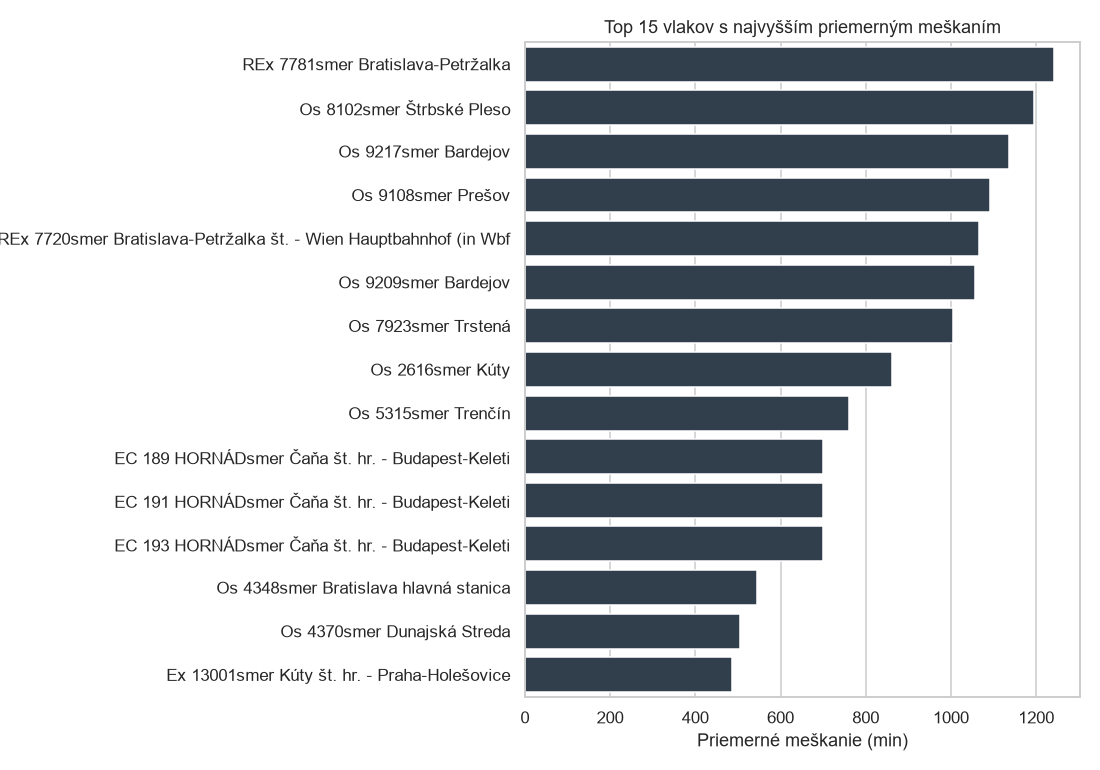 Top 15 vlakov s najvyšším priemerným meškaním
REx 7781smer Bratislava-Petržalka
Os 8102smer Štrbské Pleso
Os 9217smer Bardejov
Os 9108smer Prešov
REx 7720smer Bratislava-Petržalka št. - Wien Hauptbahnhof (in Wbf
Os 9209smer Bardejov
Os 7923smer Trstená
Os 2616smer Kúty
Os 5315smer Trenčín
EC 189 HORNÁDsmer Čaňa št. hr. - Budapest-Keleti
EC 191 HORNÁDsmer Čaňa št. hr. - Budapest-Keleti
EC 193 HORNÁDsmer Čaňa št. hr. - Budapest-Keleti
Os 4348smer Bratislava hlavná stanica
Os 4370smer Dunajská Streda
Ex 13001smer Kúty št. hr. - Praha-Holešovice
0 200 400 600 800 1000 1200
Priemerné meškanie (min)